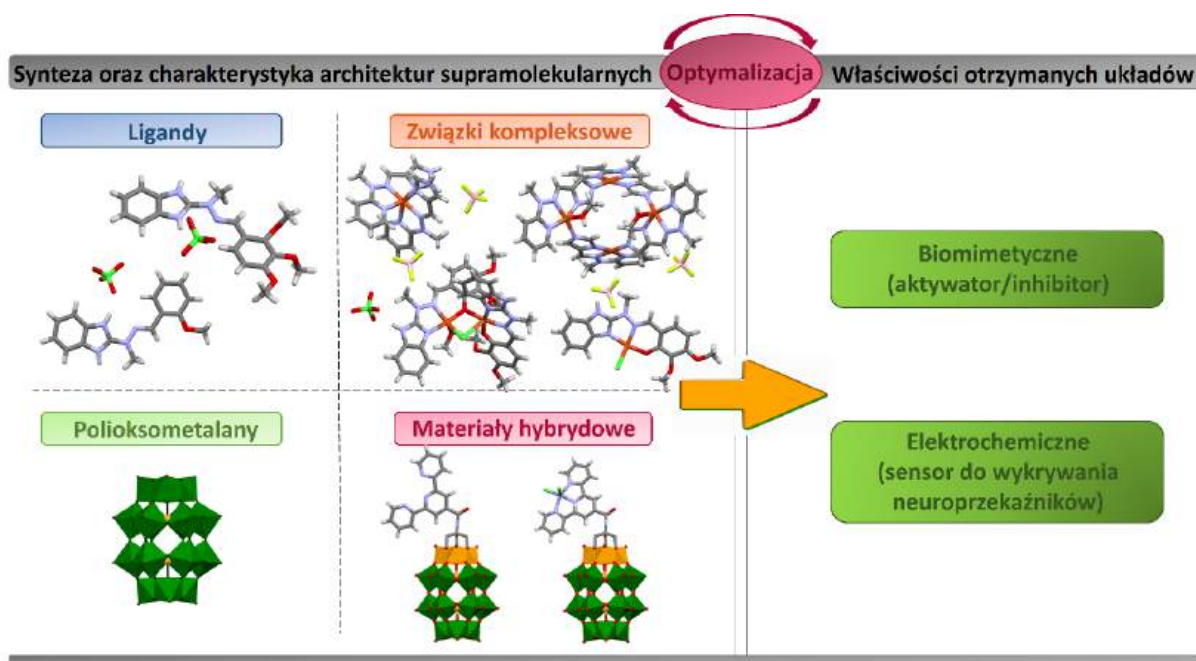 Synteza oraz charakterystyka architektur supramolekularnych
Optymalizacja
Właściwości otrzymanych układów
Ligandy
Związki kompleksowe
Polioksometalany
Materiały hybrydowe
Biomimetyczne
(aktywator/inhibitor)
Elektrochemiczne
(sensor do wykrywania
neuroprzekaźników)